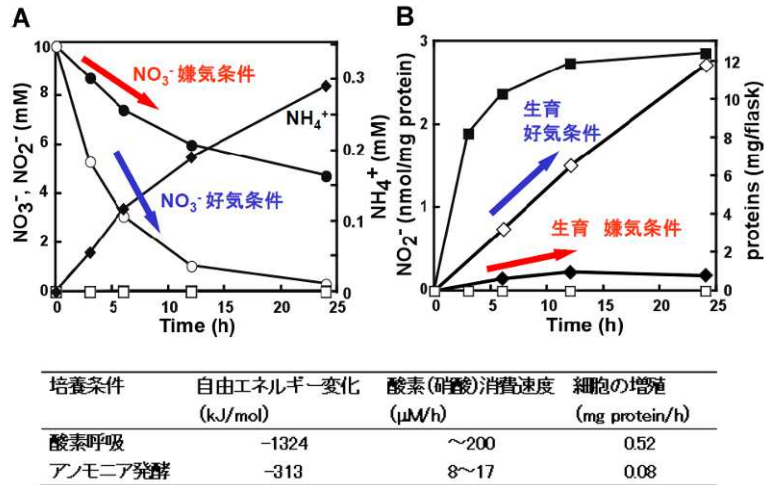 A
NO3-, NO2- (mM)
10
8
6
4
2
0
NO3- 嫌気条件
NH4+
NO3- 好気条件
0.3
0.2
0.1
0
NH4+ (mM)
0 5 10 15 20 25
Time (h)
B
NO2- (nmol/mg protein)
3
2
1
0
生育
好気条件
生育 嫌気条件
12
10
8
6
4
2
0
proteins (mg/flask)
0 5 10 15 20 25
Time (h)
培養条件 自由エネルギー変化 酸素(硝酸)消費速度 細胞の増殖
(kJ/mol) (μM/h) (mg protein/h)
酸素呼吸 -1324 ～200 0.52
アンモニア発酵 -313 8～17 0.08